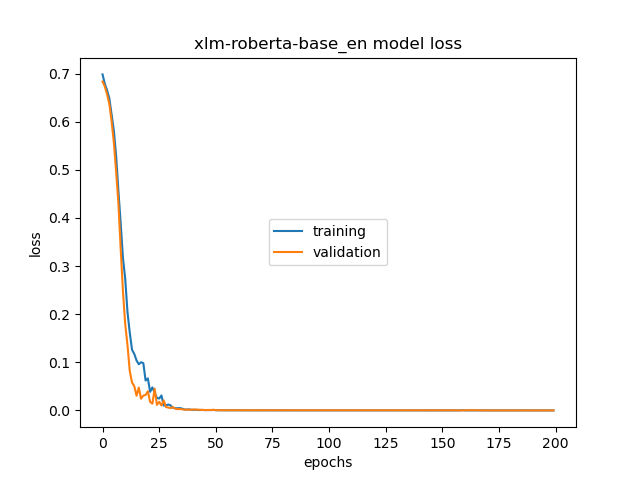 xlm-roberta-base_en model loss
0.7
0.6
0.5
0.4
0.3
0.2
0.1
0.0
loss
training
validation
0 25 50 75 100 125 150 175 200
epochs